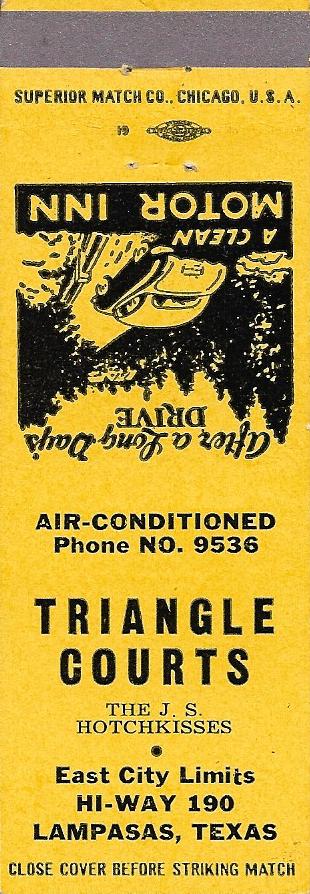 SUPERIOR MATCH CO., CHICAGO, U.S.A.
19
After a Long Day's
DRIVE
A CLEAN
MOTOR INN
AIR-CONDITIONED
Phone NO. 9536
TRIANGLE
COURTS
THE J. S.
HOTCHKISSES
East City Limits
HI-WAY 190
LAMPASAS, TEXAS
CLOSE COVER BEFORE STRIKING MATCH